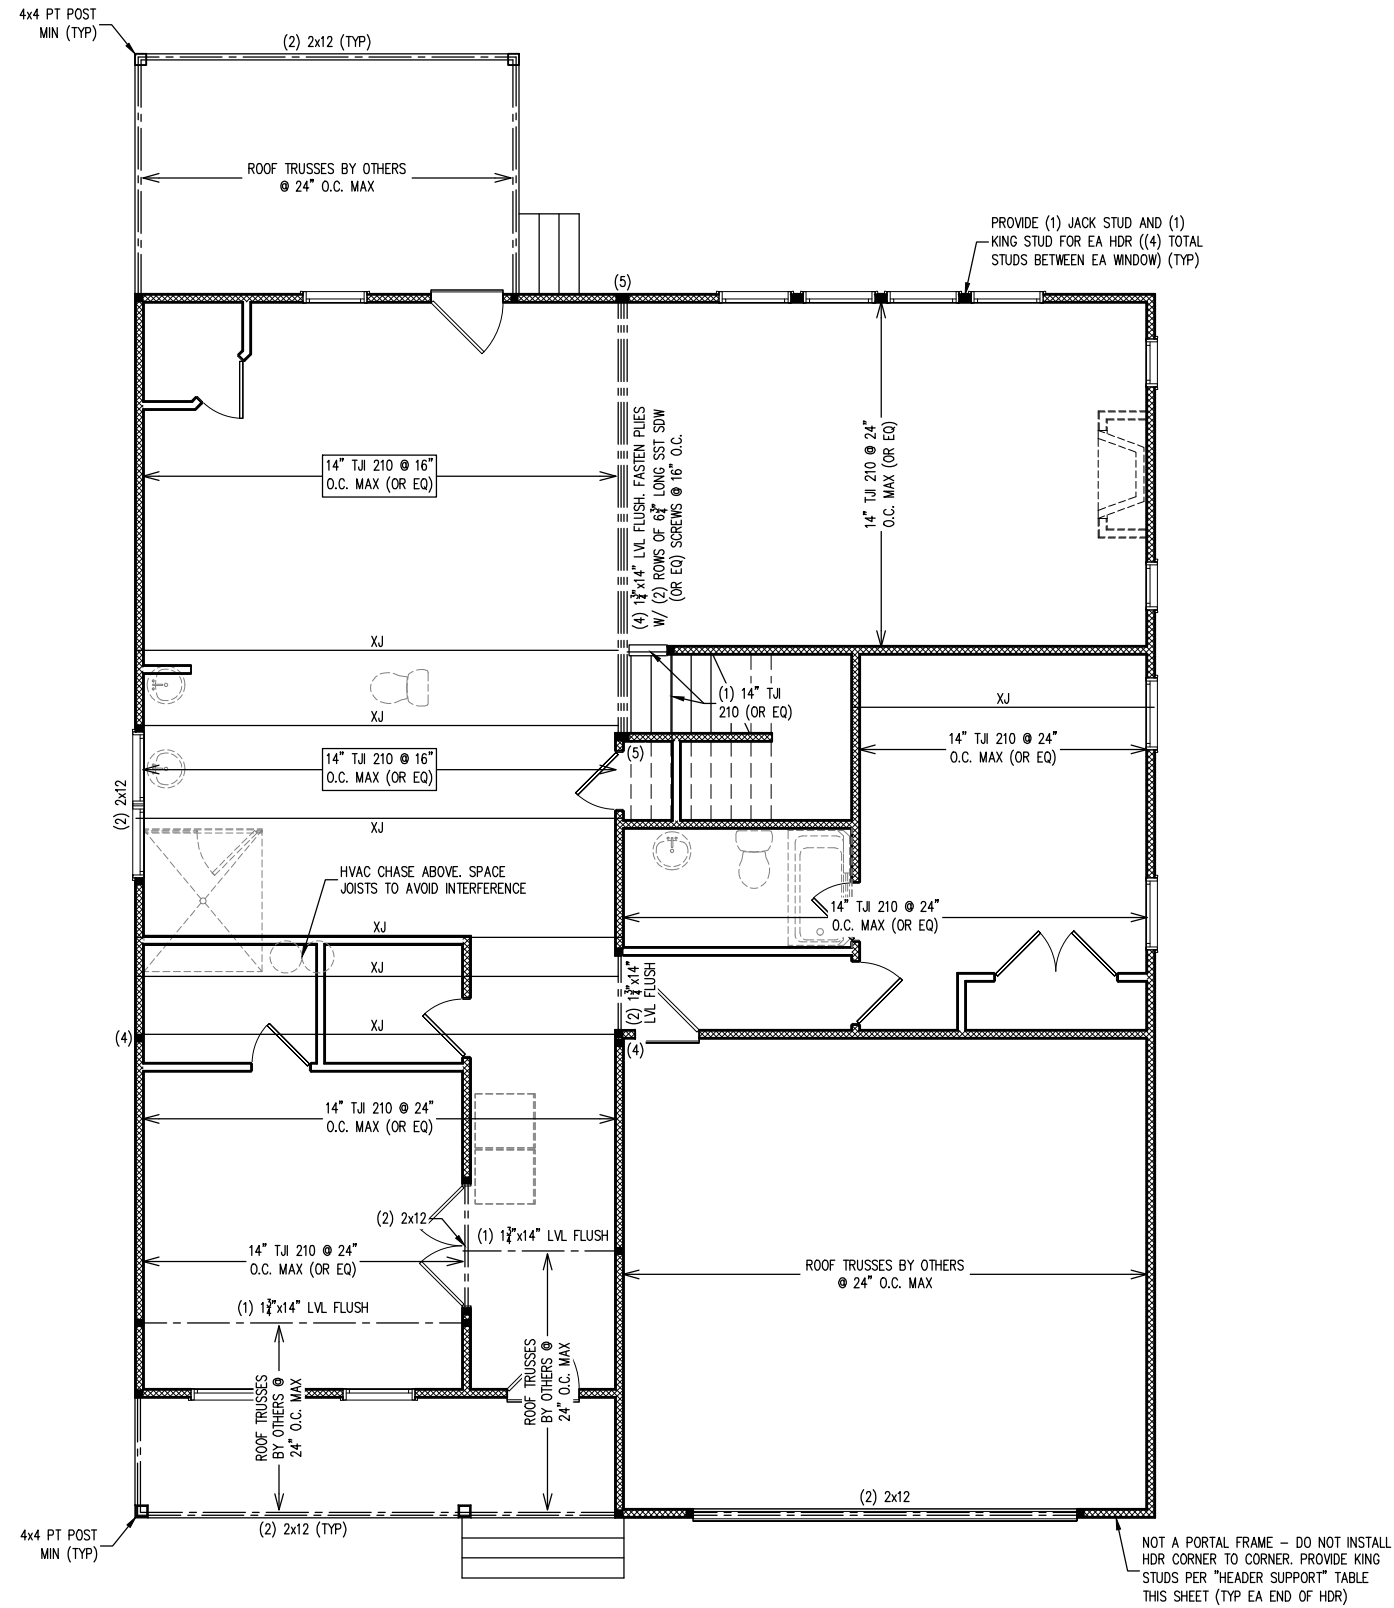 4x4 PT POST
MIN (TYP)
(2) 2x12 (TYP)
ROOF TRUSSES BY OTHERS
@ 24" O.C. MAX
PROVIDE (1) JACK STUD AND (1)
KING STUD FOR EA HDR ((4) TOTAL
STUDS BETWEEN EA WINDOW) (TYP)
(5)
14" TJI 210 @ 16"
O.C. MAX (OR EQ)
(4) 1¾"x14" LVL FLUSH. FASTEN PLIES
W/ (2) ROWS OF 6¾" LONG SST SDW
(OR EQ) SCREWS @ 16" O.C.
14" TJI 210 @ 24"
O.C. MAX (OR EQ)
XJ
XJ
(1) 14" TJI
210 (OR EQ)
XJ
14" TJI 210 @ 24"
O.C. MAX (OR EQ)
(5)
14" TJI 210 @ 16"
O.C. MAX (OR EQ)
(2) 2x12
XJ
HVAC CHASE ABOVE. SPACE
JOISTS TO AVOID INTERFERENCE
14" TJI 210 @ 24"
O.C. MAX (OR EQ)
XJ
XJ
(2) 1¾"x14"
LVL FLUSH
XJ
(4)
(4)
14" TJI 210 @ 24"
O.C. MAX (OR EQ)
(2) 2x12
(1) 1¾"x14" LVL FLUSH
14" TJI 210 @ 24"
O.C. MAX (OR EQ)
ROOF TRUSSES BY OTHERS
@ 24" O.C. MAX
(1) 1¾"x14" LVL FLUSH
ROOF TRUSSES
BY OTHERS @
24" O.C. MAX
ROOF TRUSSES
BY OTHERS @
24" O.C. MAX
(2) 2x12
4x4 PT POST
MIN (TYP)
(2) 2x12 (TYP)
NOT A PORTAL FRAME – DO NOT INSTALL
HDR CORNER TO CORNER. PROVIDE KING
STUDS PER "HEADER SUPPORT" TABLE
THIS SHEET (TYP EA END OF HDR)